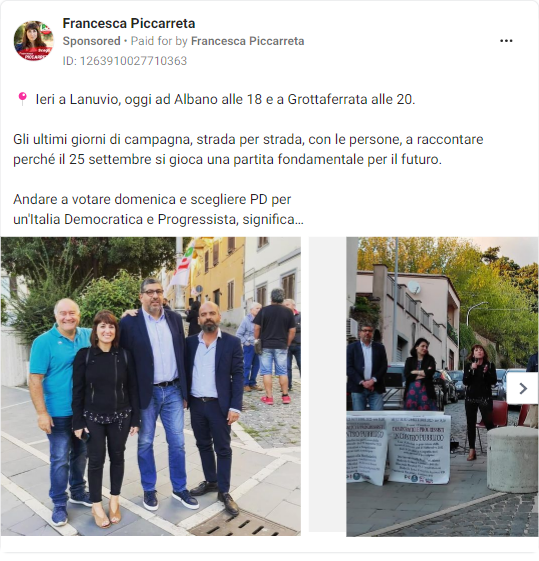 Francesca Piccarreta
Sponsored • Paid for by Francesca Piccarreta
ID: 1263910027710363
Ieri a Lanuvio, oggi ad Albano alle 18 e a Grottaferrata alle 20.
Gli ultimi giorni di campagna, strada per strada, con le persone, a raccontare
perché il 25 settembre si gioca una partita fondamentale per il futuro.
Andare a votare domenica e scegliere PD per
un'Italia Democratica e Progressista, significa...
PICCARRETA